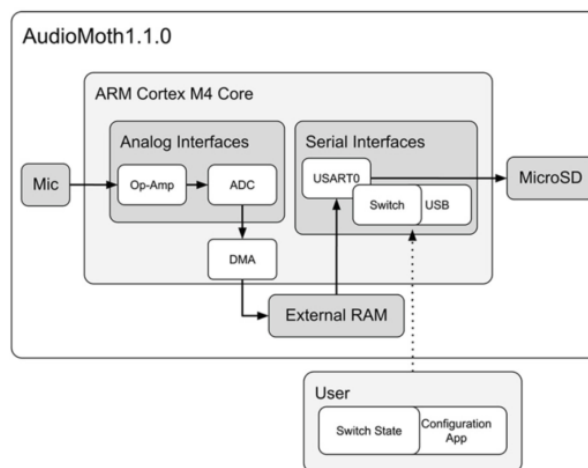 AudioMoth1.1.0
ARM Cortex M4 Core
Analog Interfaces
Serial Interfaces
Mic
Op-Amp
ADC
USART0
Switch
USB
MicroSD
DMA
External RAM
User
Switch State
Configuration
App